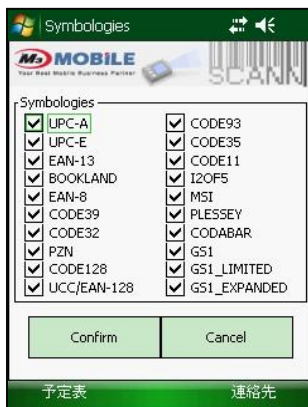 Symbologies
M3 MOBILE
Your Real Mobile Business Partner
SCANN
Symbologies
UPC-A
UPC-E
EAN-13
BOOKLAND
EAN-8
CODE39
CODE32
PZN
CODE128
UCC/EAN-128
CODE93
CODE35
CODE11
I2OF5
MSI
PLESSEY
CODABAR
GS1
GS1_LIMITED
GS1_EXPANDED
Confirm
Cancel
予定表
連絡先